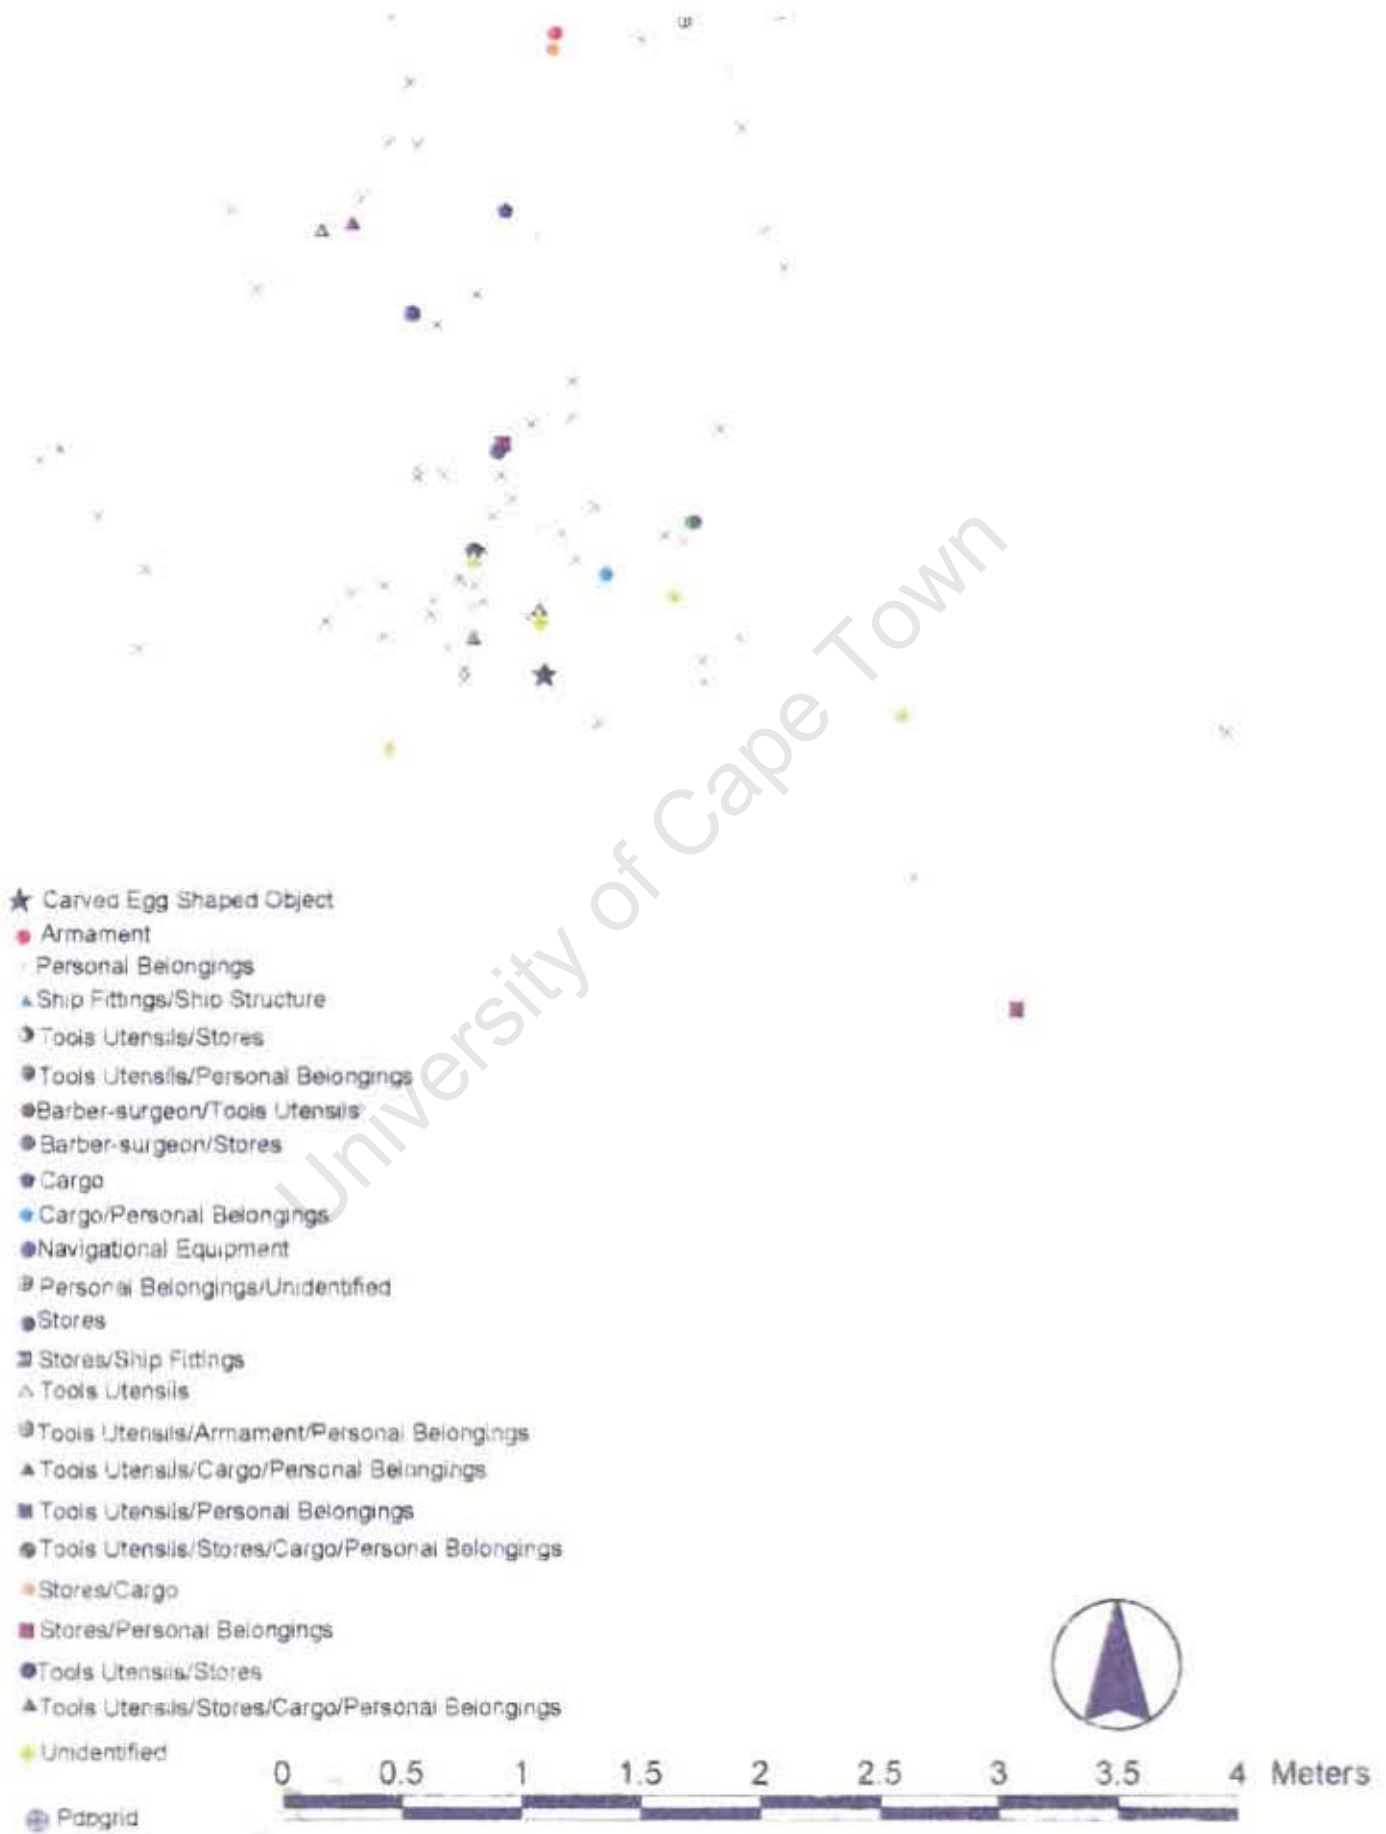 University of Cape Town
Carved Egg Shaped Object
Armament
Personal Belongings
Ship Fittings/Ship Structure
Tools Utensils/Stores
Tools Utensils/Personal Belongings
Barber-surgeon/Tools Utensils
Barber-surgeon/Stores
Cargo
Cargo/Personal Belongings
Navigational Equipment
Personal Belongings/Unidentified
Stores
Stores/Ship Fittings
Tools Utensils
Tools Utensils/Armament/Personal Belongings
Tools Utensils/Cargo/Personal Belongings
Tools Utensils/Personal Belongings
Tools Utensils/Stores/Cargo/Personal Belongings
Stores/Cargo
Stores/Personal Belongings
Tools Utensils/Stores
Tools Utensils/Stores/Cargo/Personal Belongings
Unidentified
0 0.5 1 1.5 2 2.5 3 3.5 4 Meters
Pdopgrid